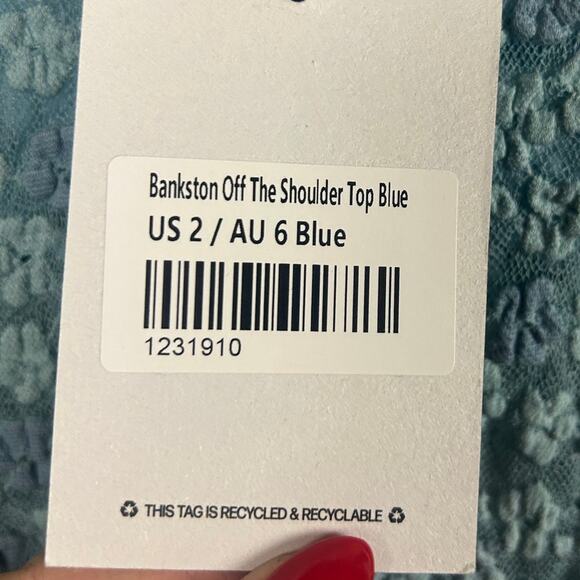 Bankston Off The Shoulder Top Blue
US 2 / AU 6 Blue
1231910
THIS TAG IS RECYCLED & RECYCLABLE